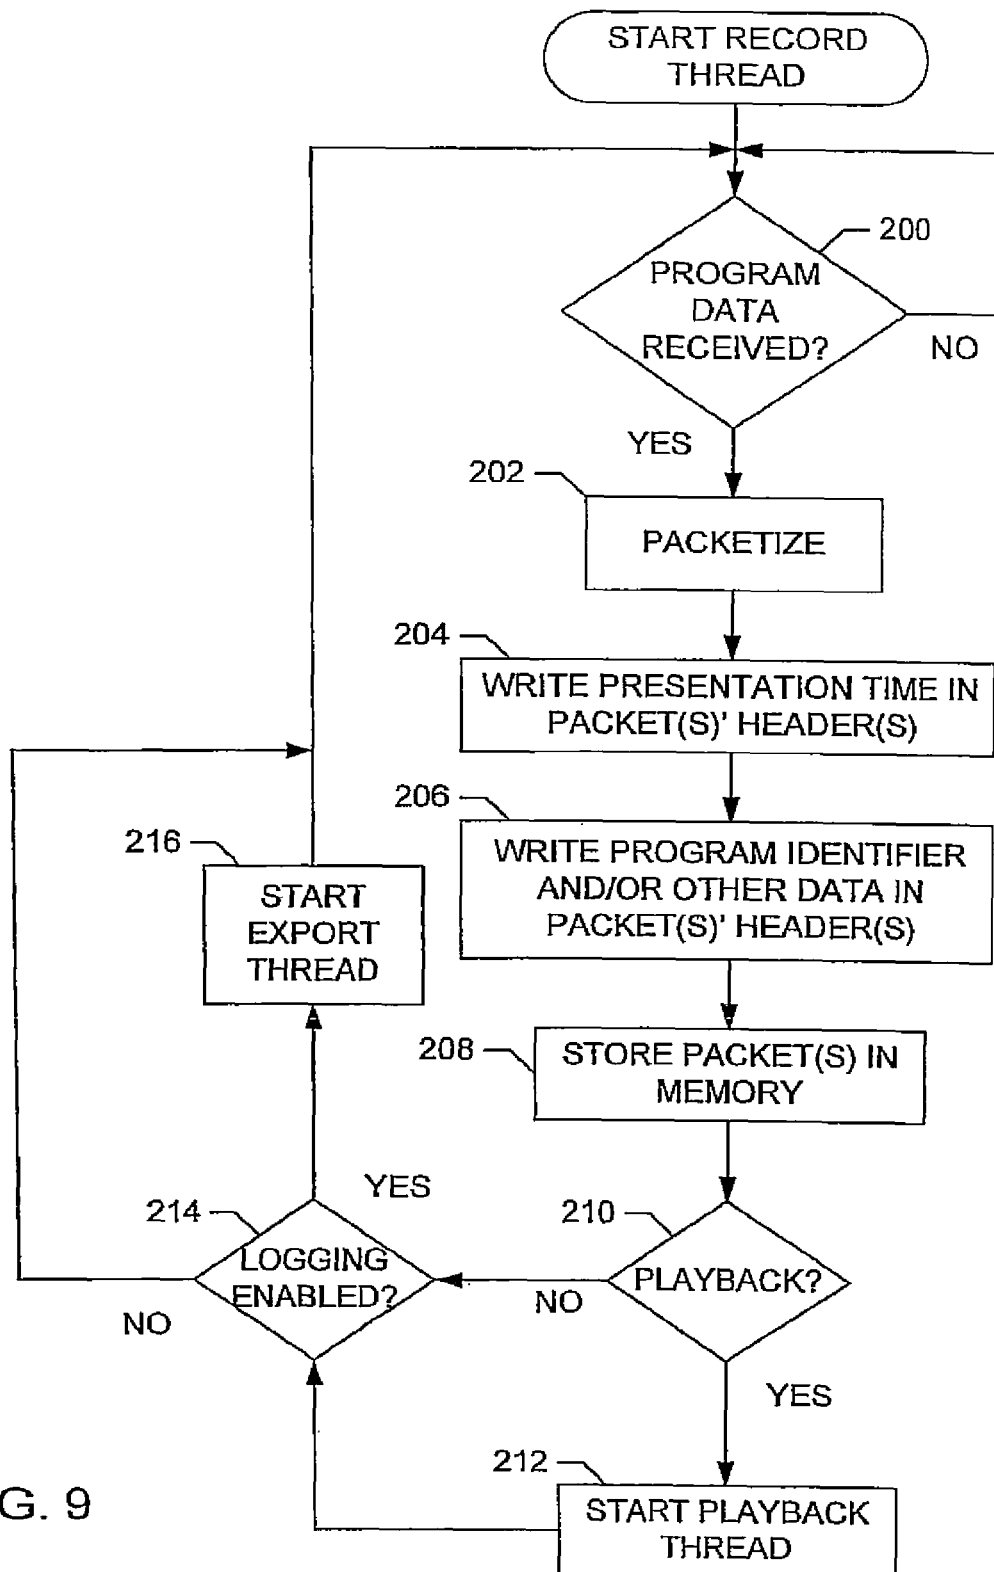 START RECORD
THREAD
200
PROGRAM
DATA
RECEIVED?
NO
YES
202
PACKETIZE
204
WRITE PRESENTATION TIME IN
PACKET(S)' HEADER(S)
206
WRITE PROGRAM IDENTIFIER
AND/OR OTHER DATA IN
PACKET(S)' HEADER(S)
216
START
EXPORT
THREAD
208
STORE PACKET(S) IN
MEMORY
YES
214
LOGGING
ENABLED?
NO
210
PLAYBACK?
NO
YES
212
START PLAYBACK
THREAD
G. 9